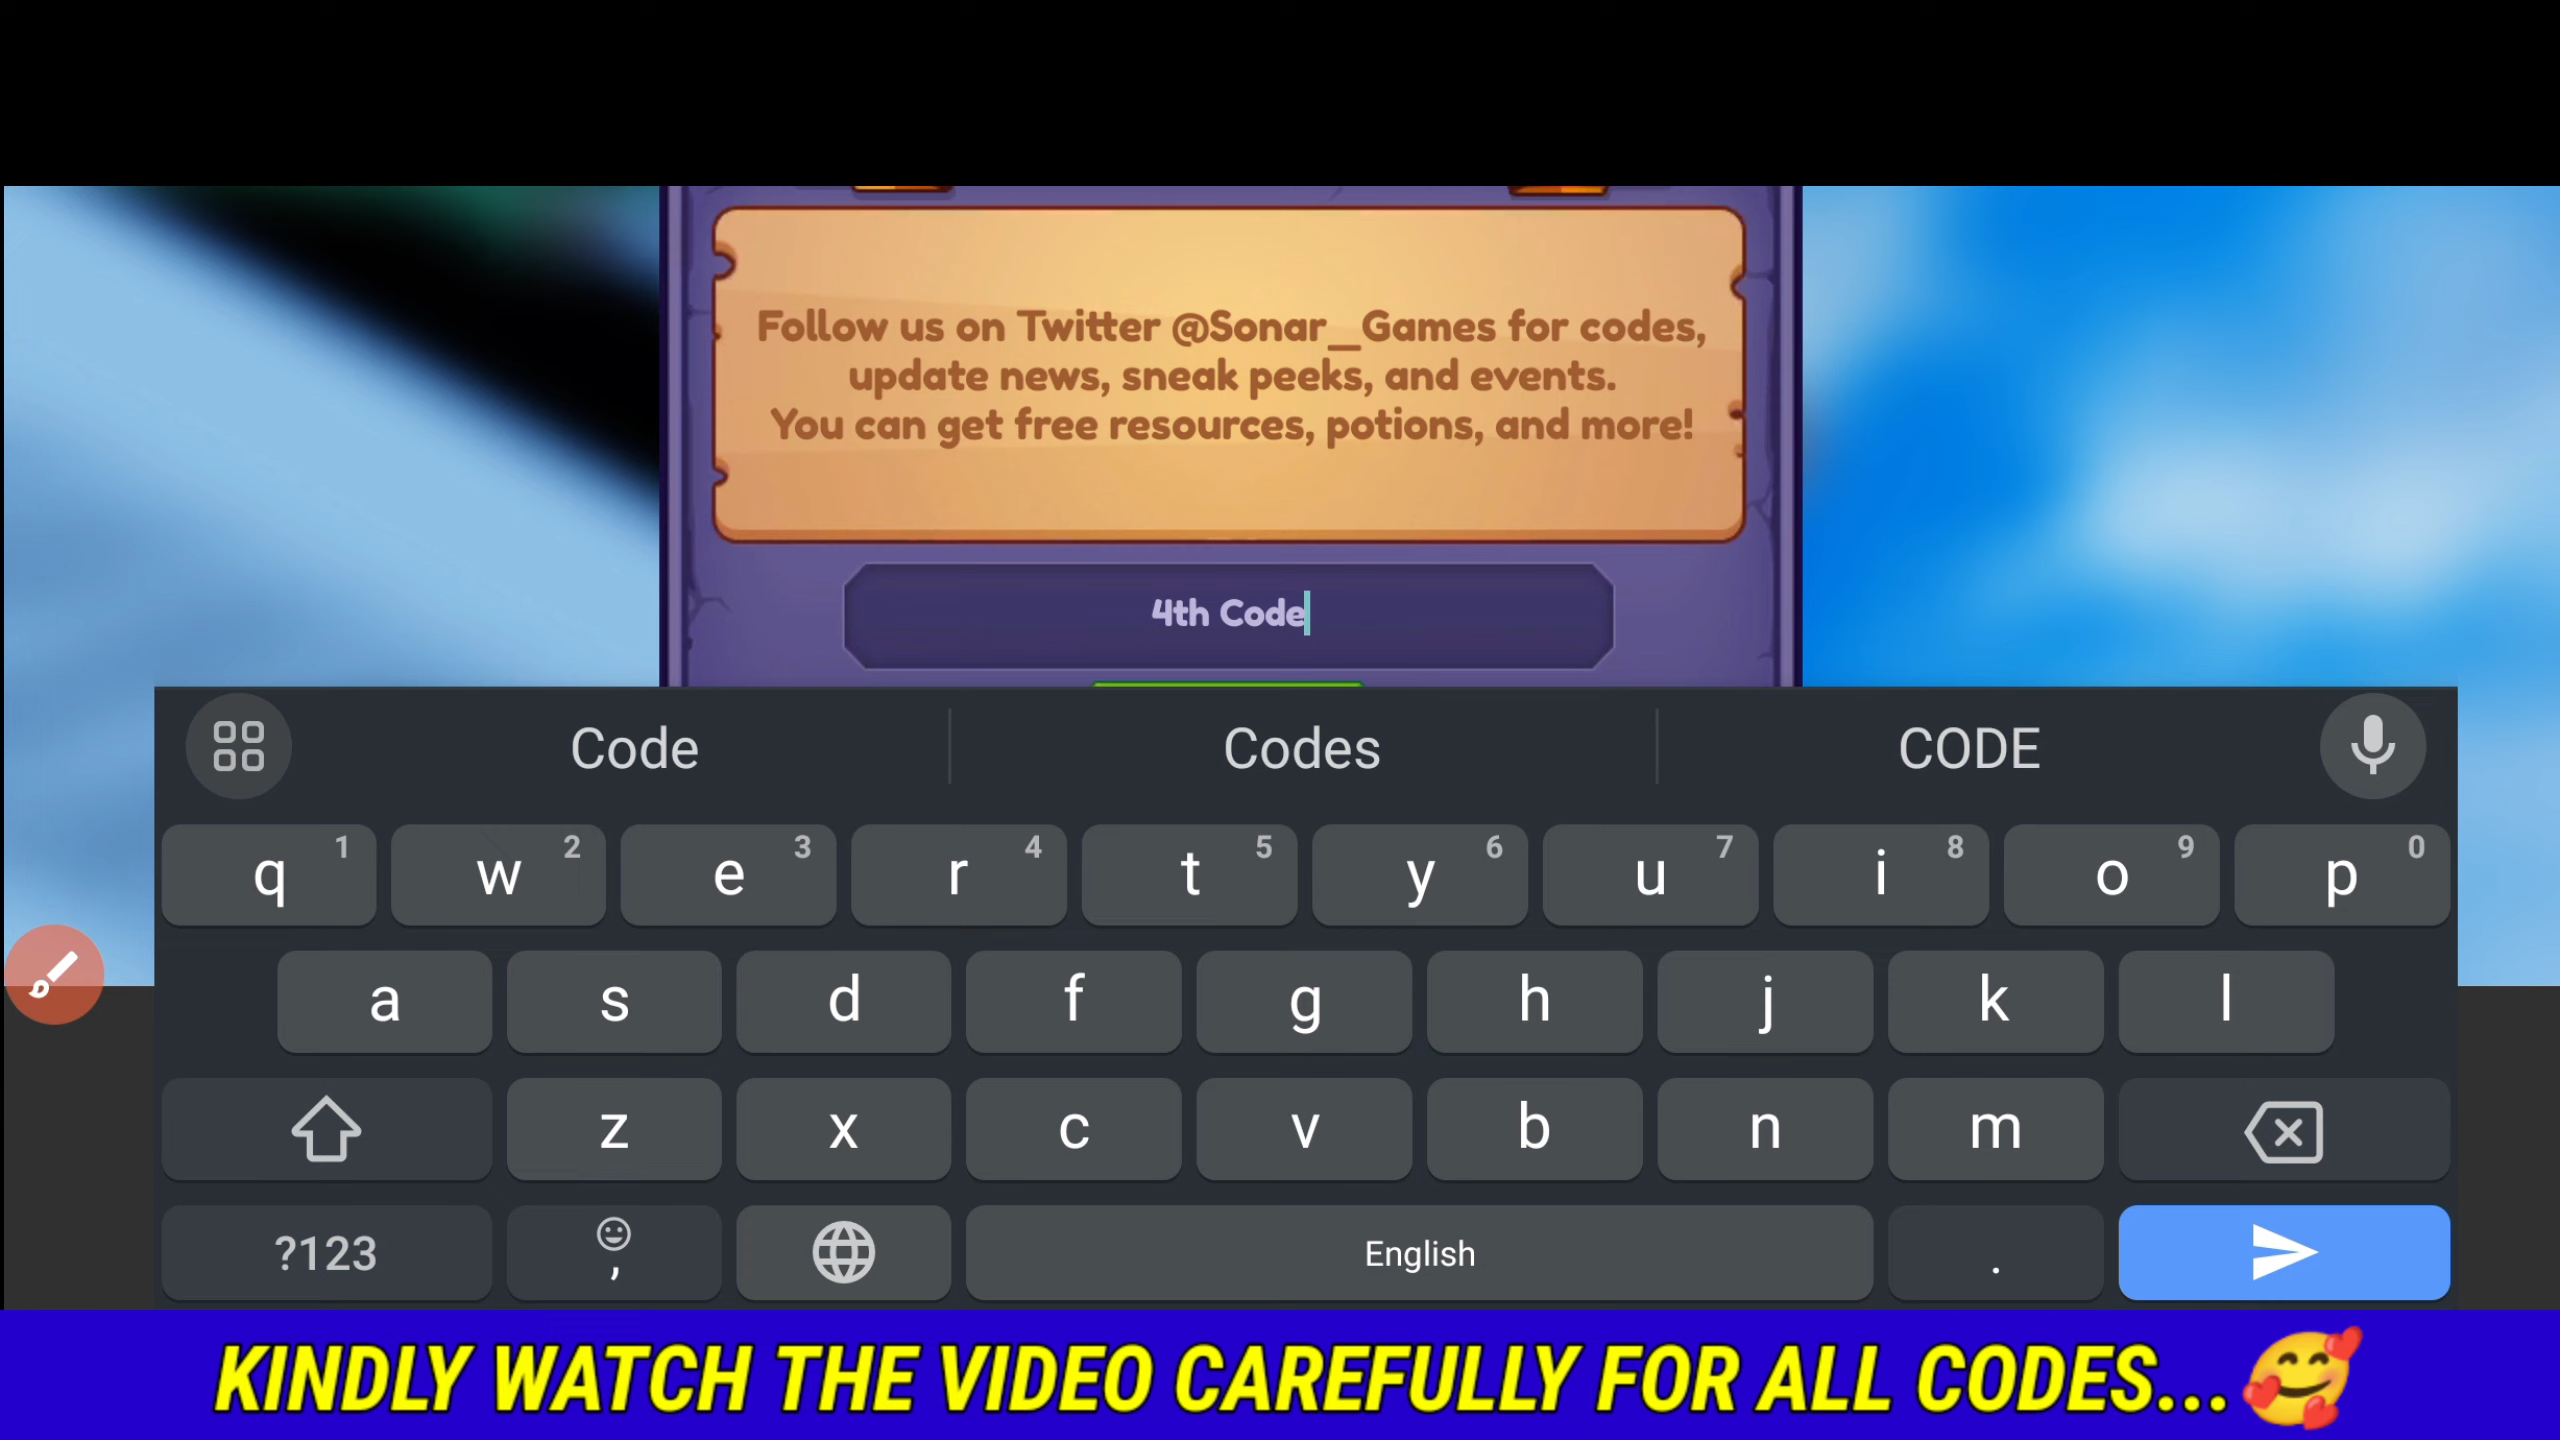 Follow us on Twitter @Sonar_Games for codes,
update news, sneak peeks, and events.
You can get free resources, potions, and more!
4th Code
Code Codes CODE
q 1 w 2 e 3 r 4 t 5 y 6 u 7 i 8 o 9 p 0
a s d f g h j k l
z x c v b n m
?123 , English .
KINDLY WATCH THE VIDEO CAREFULLY FOR ALL CODES...🥰